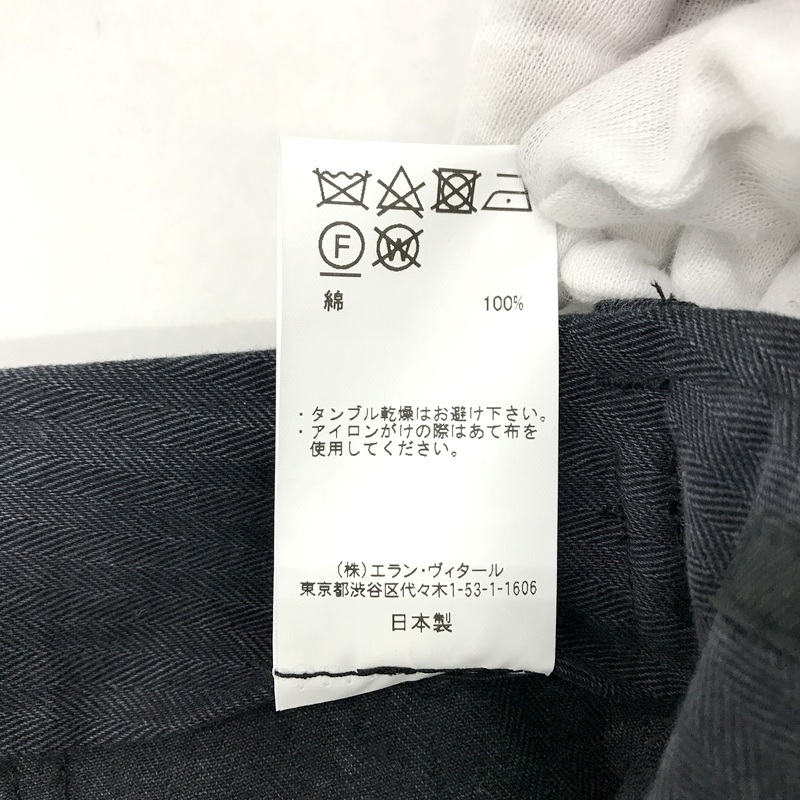 F W
綿 100%
・タンブル乾燥はお避け下さい。
・アイロンがけの際はあて布を
使用してください。
(株)エラン・ヴィタール
東京都渋谷区代々木1-53-1-1606
日本製